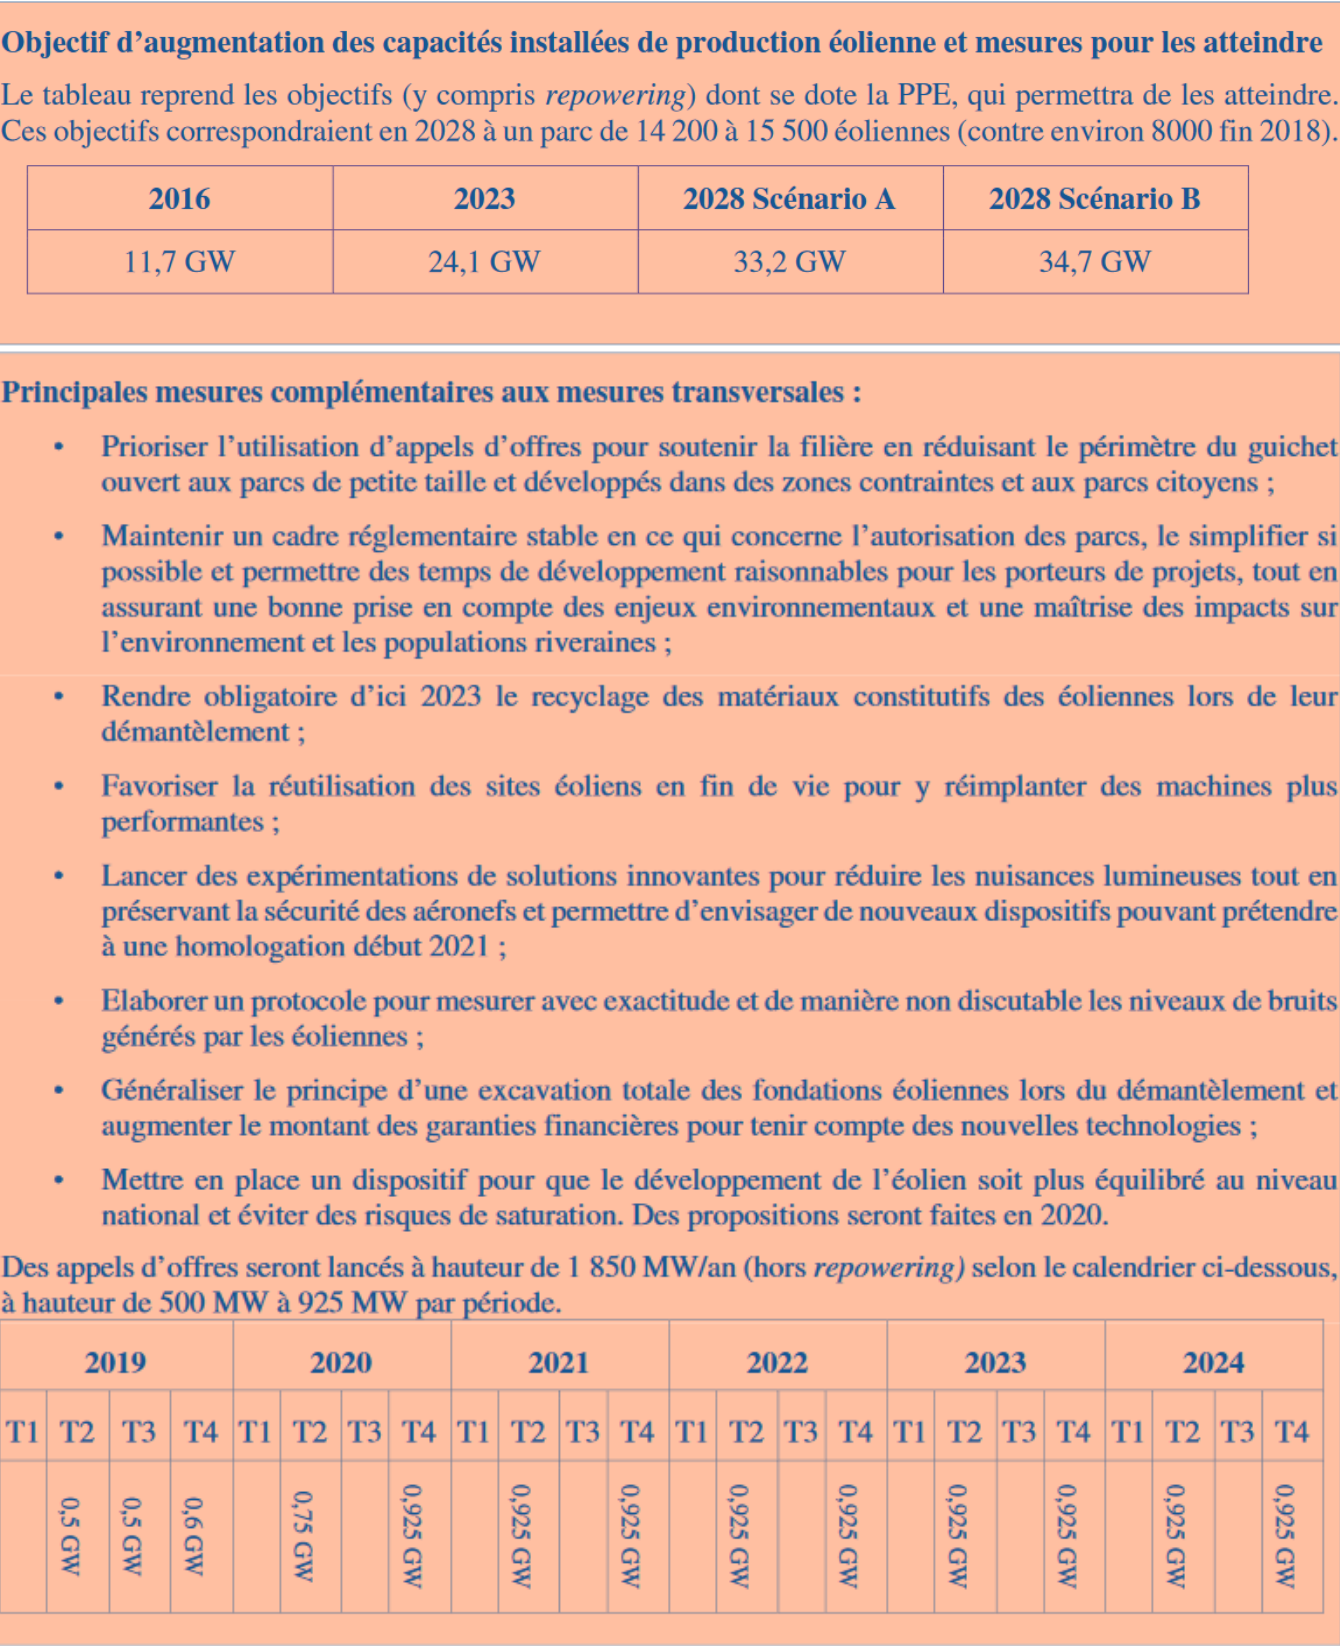 Objectif d’augmentation des capacités installées de production éolienne et mesures pour les atteindre
Le tableau reprend les objectifs (y compris repowering) dont se dote la PPE, qui permettra de les atteindre.
Ces objectifs correspondraient en 2028 à un parc de 14 200 à 15 500 éoliennes (contre environ 8000 fin 2018).
2016 2023 2028 Scénario A 2028 Scénario B
11,7 GW 24,1 GW 33,2 GW 34,7 GW
Principales mesures complémentaires aux mesures transversales :
• Prioriser l’utilisation d’appels d’offres pour soutenir la filière en réduisant le périmètre du guichet
ouvert aux parcs de petite taille et développés dans des zones contraintes et aux parcs citoyens ;
• Maintenir un cadre réglementaire stable en ce qui concerne l’autorisation des parcs, le simplifier si
possible et permettre des temps de développement raisonnables pour les porteurs de projets, tout en
assurant une bonne prise en compte des enjeux environnementaux et une maîtrise des impacts sur
l’environnement et les populations riveraines ;
• Rendre obligatoire d’ici 2023 le recyclage des matériaux constitutifs des éoliennes lors de leur
démantèlement ;
• Favoriser la réutilisation des sites éoliens en fin de vie pour y réimplanter des machines plus
performantes ;
• Lancer des expérimentations de solutions innovantes pour réduire les nuisances lumineuses tout en
préservant la sécurité des aéronefs et permettre d’envisager de nouveaux dispositifs pouvant prétendre
à une homologation début 2021 ;
• Elaborer un protocole pour mesurer avec exactitude et de manière non discutable les niveaux de bruits
générés par les éoliennes ;
• Généraliser le principe d’une excavation totale des fondations éoliennes lors du démantèlement et
augmenter le montant des garanties financières pour tenir compte des nouvelles technologies ;
• Mettre en place un dispositif pour que le développement de l’éolien soit plus équilibré au niveau
national et éviter des risques de saturation. Des propositions seront faites en 2020.
Des appels d’offres seront lancés à hauteur de 1 850 MW/an (hors repowering) selon le calendrier ci-dessous,
à hauteur de 500 MW à 925 MW par période.
2019 2020 2021 2022 2023 2024
T1 T2 T3 T4 T1 T2 T3 T4 T1 T2 T3 T4 T1 T2 T3 T4 T1 T2 T3 T4 T1 T2 T3 T4
0,5 GW 0,5 GW 0,6 GW 0,75 GW 0,925 GW 0,925 GW 0,925 GW 0,925 GW 0,925 GW 0,925 GW 0,925 GW 0,925 GW 0,925 GW